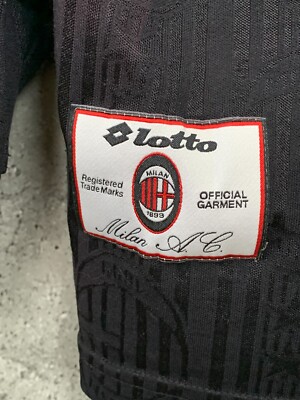 lotto
Registered
Trade Marks
MILAN
1899
OFFICIAL
GARMENT
Milan A.C.